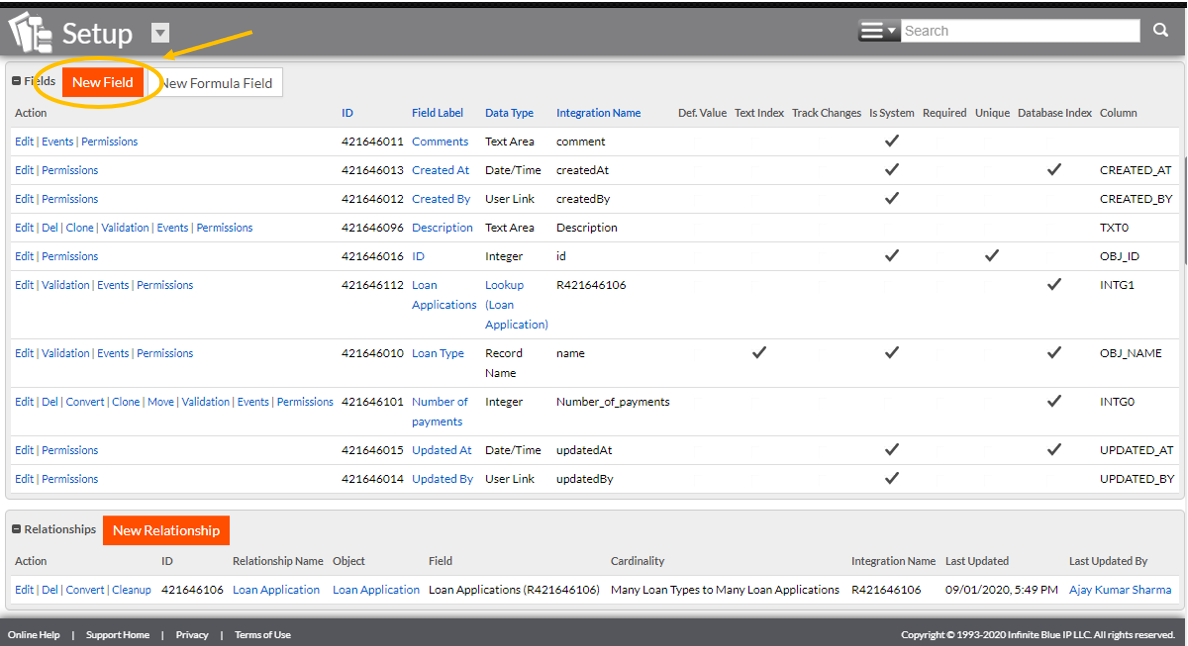 Setup
Search
Fields New Field New Formula Field
Action ID Field Label Data Type Integration Name Def. Value Text Index Track Changes Is System Required Unique Database Index Column
Edit | Events | Permissions 421646011 Comments Text Area comment
Edit | Permissions 421646013 Created At Date/Time createdAt CREATED_AT
Edit | Permissions 421646012 Created By User Link createdBy CREATED_BY
Edit | Del | Clone | Validation | Events | Permissions 421646096 Description Text Area Description TXT0
Edit | Permissions 421646016 ID Integer id OBJ_ID
Edit | Validation | Events | Permissions 421646112 Loan Lookup R421646106 INTG1
Applications (Loan
Application)
Edit | Validation | Events | Permissions 421646010 Loan Type Record name OBJ_NAME
Name
Edit | Del | Convert | Clone | Move | Validation | Events | Permissions 421646101 Number of Integer Number_of_payments INTG0
payments
Edit | Permissions 421646015 Updated At Date/Time updatedAt UPDATED_AT
Edit | Permissions 421646014 Updated By User Link updatedBy UPDATED_BY
Relationships New Relationship
Action ID Relationship Name Object Field Cardinality Integration Name Last Updated Last Updated By
Edit | Del | Convert | Cleanup 421646106 Loan Application Loan Application Loan Applications (R421646106) Many Loan Types to Many Loan Applications R421646106 09/01/2020, 5:49 PM Ajay Kumar Sharma
Online Help | Support Home | Privacy | Terms of Use Copyright © 1993-2020 Infinite Blue IP LLC. All rights reserved.